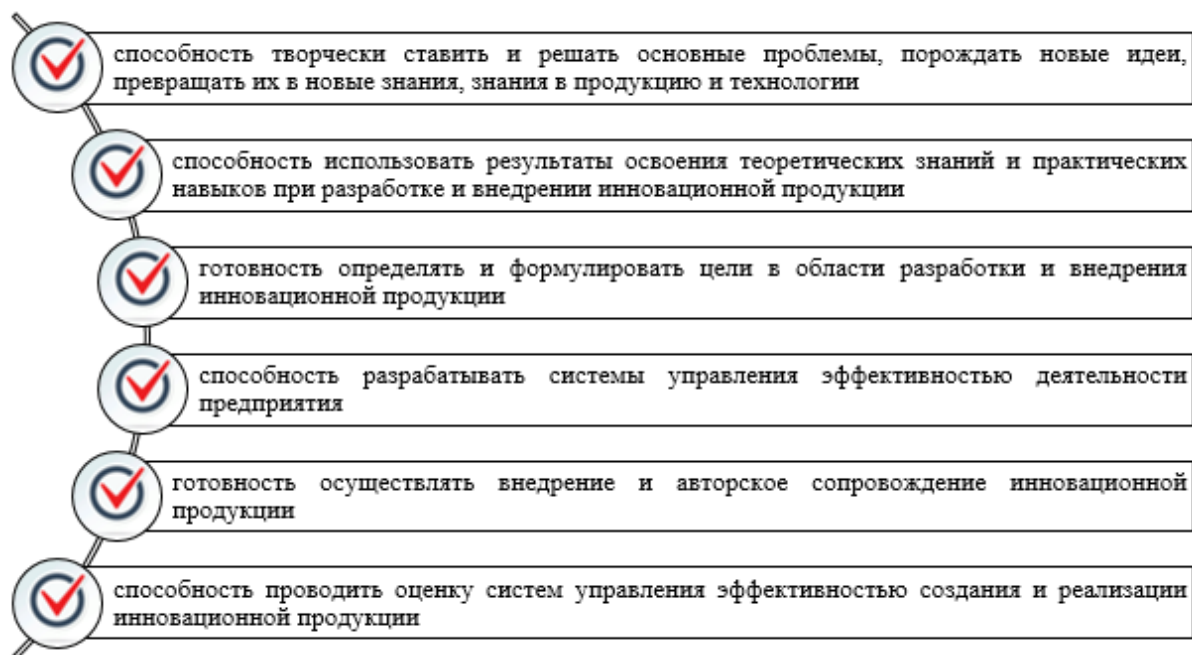 способность творчески ставить и решать основные проблемы, порождать новые идеи,
превращать их в новые знания, знания в продукцию и технологии
способность использовать результаты освоения теоретических знаний и практических
навыков при разработке и внедрении инновационной продукции
готовность определять и формулировать цели в области разработки и внедрения
инновационной продукции
способность разрабатывать системы управления эффективностью деятельности
предприятия
готовность осуществлять внедрение и авторское сопровождение инновационной
продукции
способность проводить оценку систем управления эффективностью создания и реализации
инновационной продукции